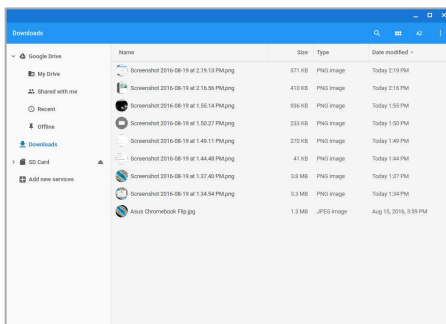 Downloads
Google Drive
My Drive
Shared with me
Recent
Offline
Downloads
SD Card
Add new services
Name Size Type Date modified
Screenshot 2016-08-19 at 2.19.13 PM.png 371 KB PNG image Today 2:19 PM
Screenshot 2016-08-19 at 2.16.56 PM.png 410 KB PNG image Today 2:16 PM
Screenshot 2016-08-19 at 1.55.14 PM.png 936 KB PNG image Today 1:55 PM
Screenshot 2016-08-19 at 1.50.27 PM.png 233 KB PNG image Today 1:50 PM
Screenshot 2016-08-19 at 1.49.11 PM.png 270 KB PNG image Today 1:49 PM
Screenshot 2016-08-19 at 1.44.48 PM.png 41 KB PNG image Today 1:44 PM
Screenshot 2016-08-19 at 1.37.40 PM.png 3.8 MB PNG image Today 1:37 PM
Screenshot 2016-08-19 at 1.34.54 PM.png 3.3 MB PNG image Today 1:34 PM
Asus Chromebook Flip.jpg 1.3 MB JPEG image Aug 15, 2016, 3:59 PM